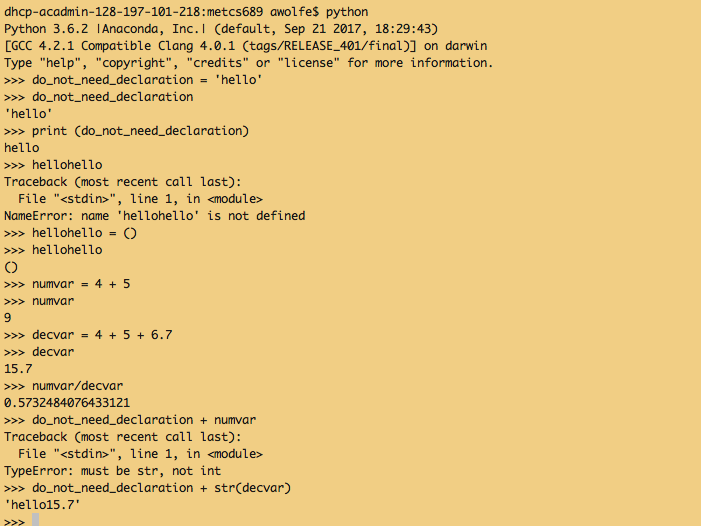 dhcp-acadmin-128-197-101-218:metcs689 awolfe$ python
Python 3.6.2 |Anaconda, Inc.| (default, Sep 21 2017, 18:29:43)
[GCC 4.2.1 Compatible Clang 4.0.1 (tags/RELEASE_401/final)] on darwin
Type "help", "copyright", "credits" or "license" for more information.
>>> do_not_need_declaration = 'hello'
>>> do_not_need_declaration
'hello'
>>> print (do_not_need_declaration)
hello
>>> hellohello
Traceback (most recent call last):
  File "<stdin>", line 1, in <module>
NameError: name 'hellohello' is not defined
>>> hellohello = ()
>>> hellohello
()
>>> numvar = 4 + 5
>>> numvar
9
>>> decvar = 4 + 5 + 6.7
>>> decvar
15.7
>>> numvar/decvar
0.5732484076433121
>>> do_not_need_declaration + numvar
Traceback (most recent call last):
  File "<stdin>", line 1, in <module>
TypeError: must be str, not int
>>> do_not_need_declaration + str(decvar)
'hello15.7'
>>>